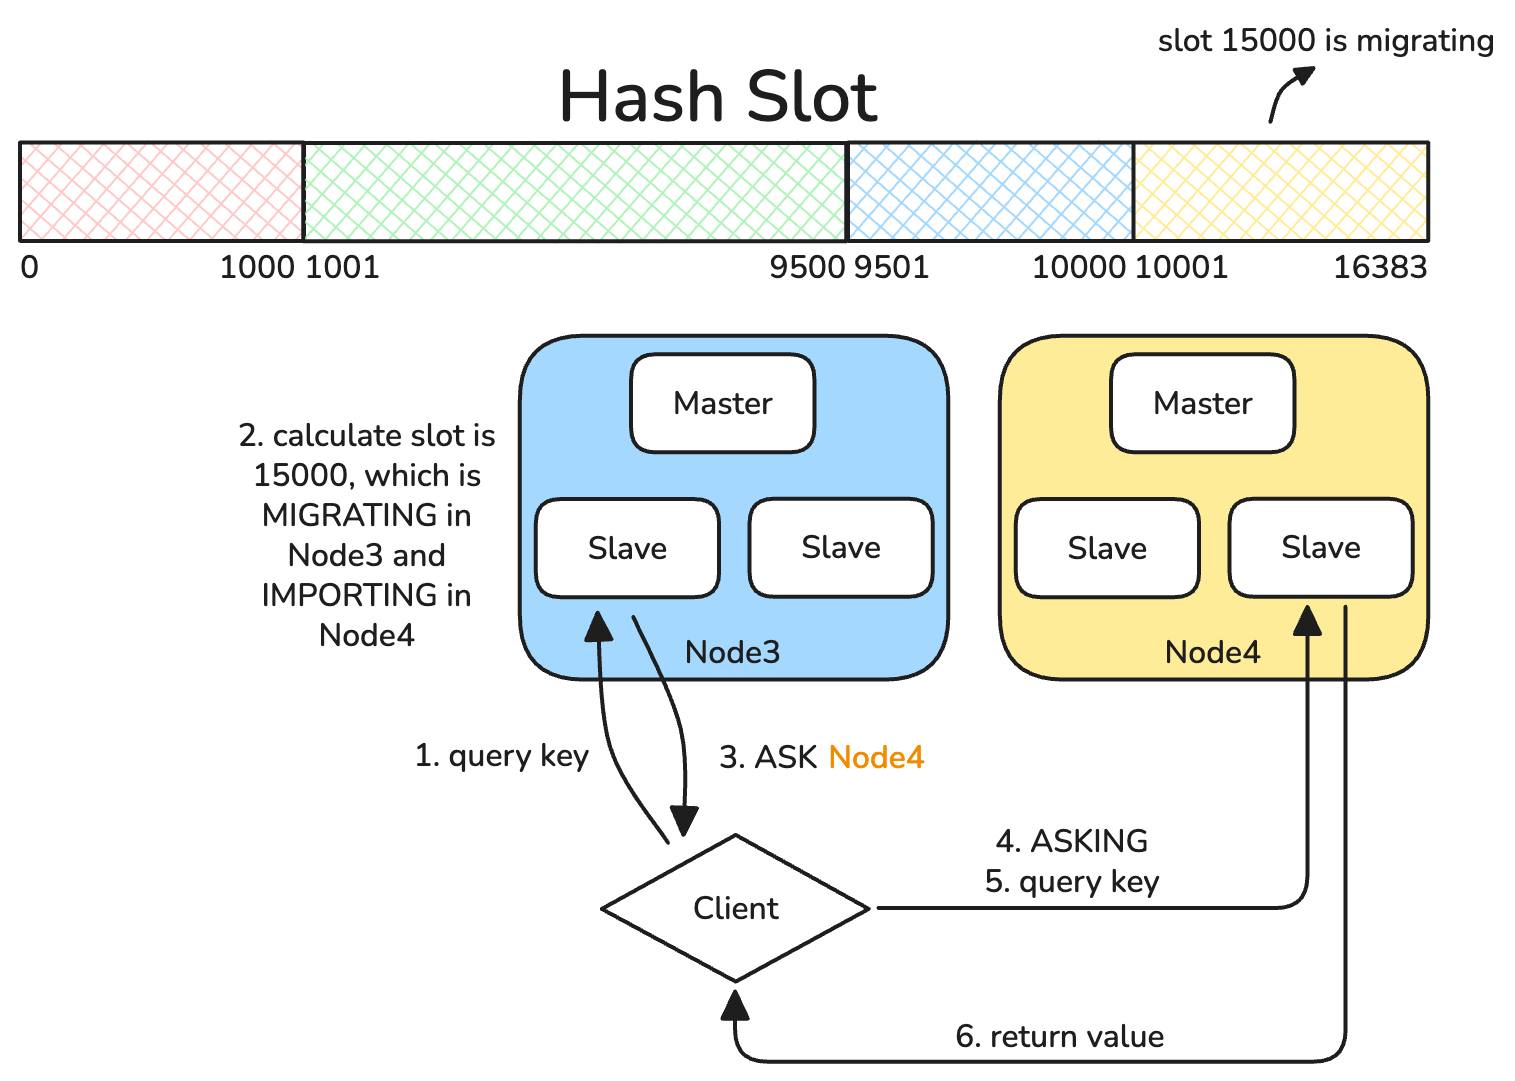 slot 15000 is migrating
Hash Slot
0
1000
1001
9500
9501
10000
10001
16383
Master
Master
2. calculate slot is
15000, which is
MIGRATING in
Node3 and
IMPORTING in
Node4
Slave
Slave
Slave
Slave
Node3
Node4
1. query key
3. ASK Node4
4. ASKING
5. query key
Client
6. return value